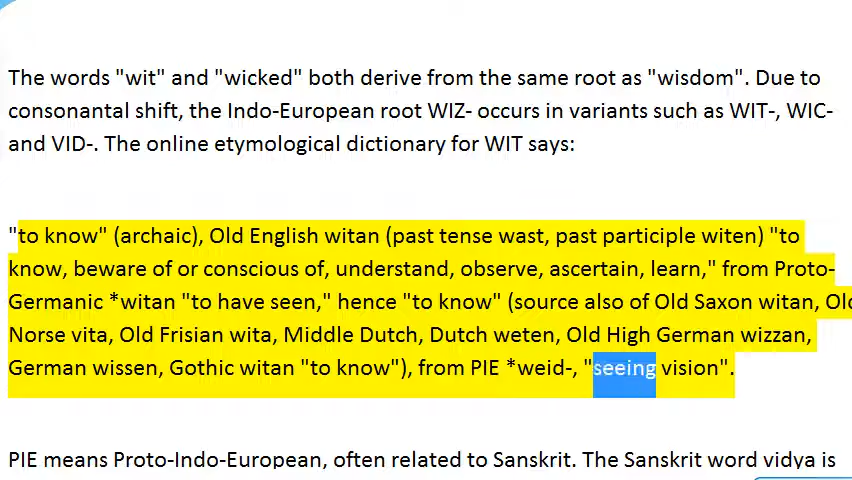 The words "wit" and "wicked" both derive from the same root as "wisdom". Due to
consonantal shift, the Indo-European root WIZ- occurs in variants such as WIT-, WIC-
and VID-. The online etymological dictionary for WIT says:
"to know" (archaic), Old English witan (past tense wast, past participle witen) "to
know, beware of or conscious of, understand, observe, ascertain, learn," from Proto-
Germanic *witan "to have seen," hence "to know" (source also of Old Saxon witan, Old
Norse vita, Old Frisian wita, Middle Dutch, Dutch weten, Old High German wizzan,
German wissen, Gothic witan "to know"), from PIE *weid-, "seeing vision".
PIE means Proto-Indo-European, often related to Sanskrit. The Sanskrit word vidya is